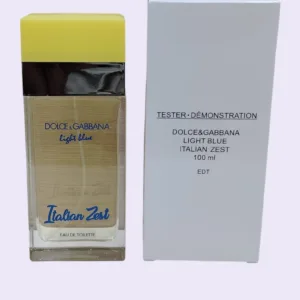 DOLCE&GABBANA
Light blue
Italian Zest
EAU DE TOILETTE
TESTER-DÉMONSTRATION
DOLCE&GABBANA
LIGHT BLUE
ITALIAN ZEST
100 ml
EDT